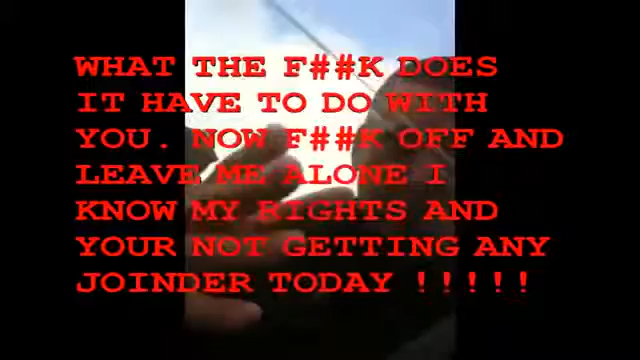 WHAT THE F##K DOES
IT HAVE TO DO WITH
YOU. NOW F##K OFF AND
LEAVE ME ALONE I
KNOW MY RIGHTS AND
YOUR NOT GETTING ANY
JOINDER TODAY !!!!!